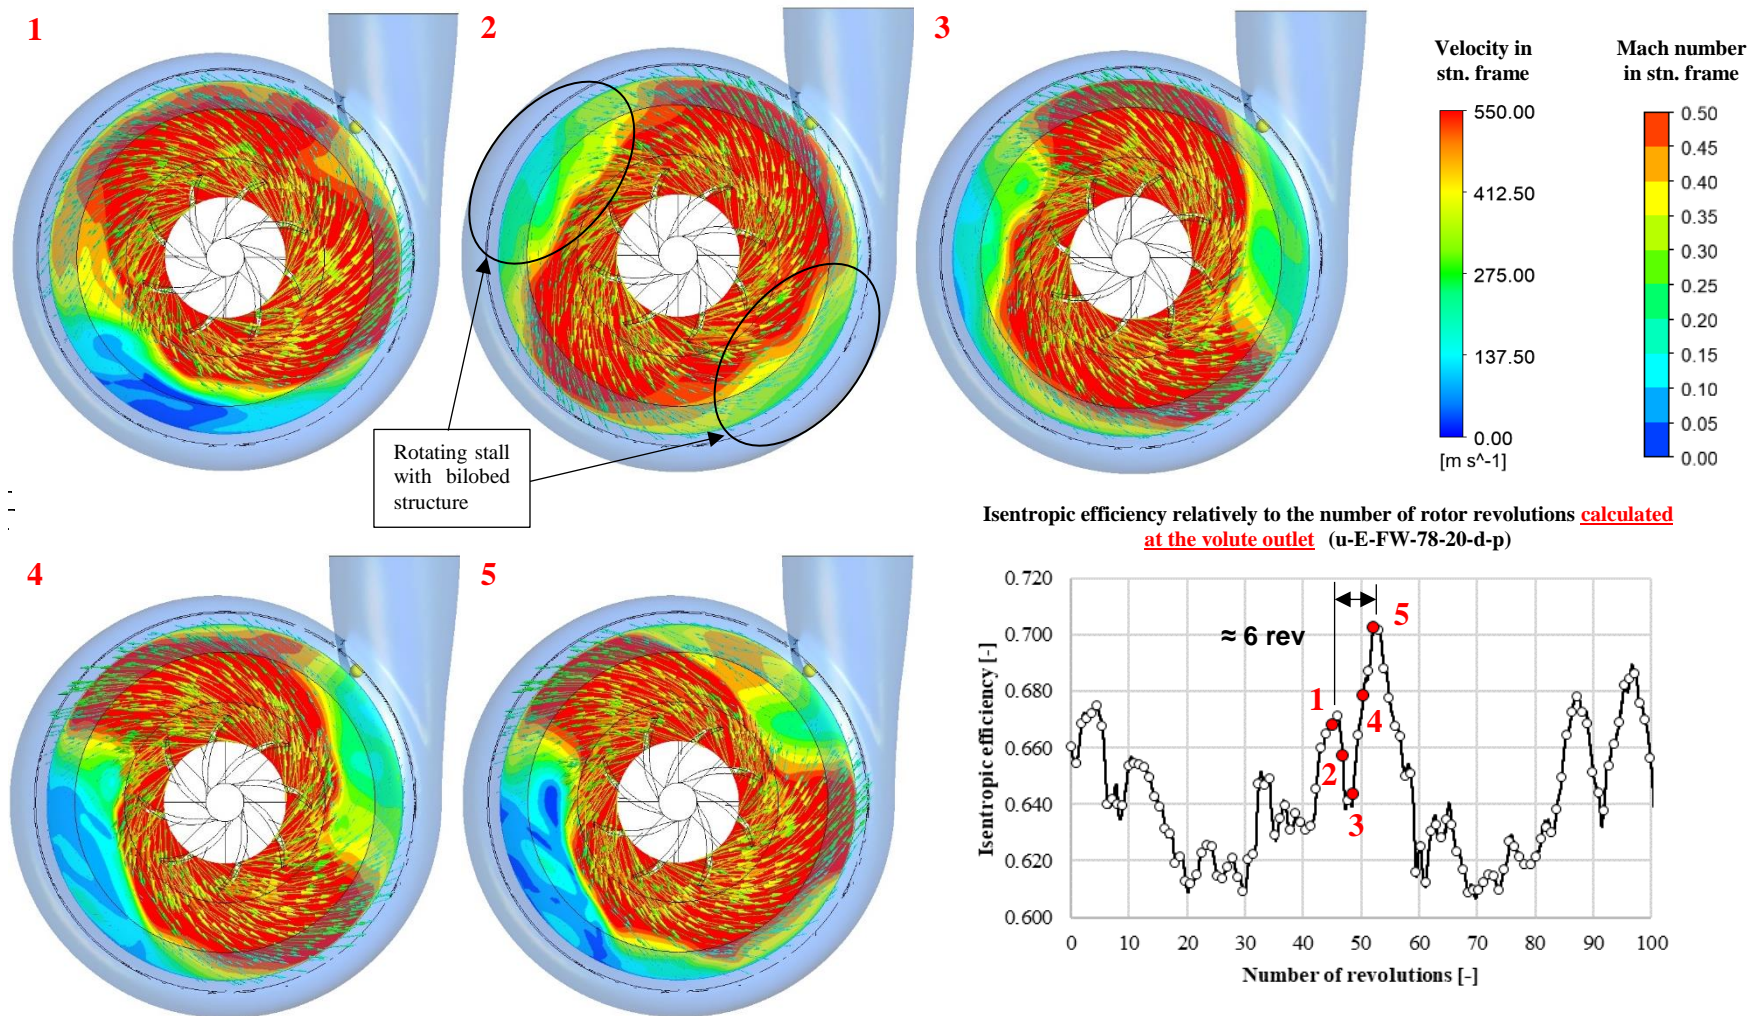 1
2
3
Velocity in
stn. frame
550.00
412.50
275.00
137.50
0.00
[m s^-1]
Mach number
in stn. frame
0.50
0.45
0.40
0.35
0.30
0.25
0.20
0.15
0.10
0.05
0.00
Rotating stall
with bilobed
structure
4
5
Isentropic efficiency relatively to the number of rotor revolutions calculated
at the volute outlet (u-E-FW-78-20-d-p)
Isentropic efficiency [-]
0.720
0.700
0.680
0.660
0.640
0.620
0.600
≈ 6 rev
1
2
3
4
5
0 10 20 30 40 50 60 70 80 90 100
Number of revolutions [-]